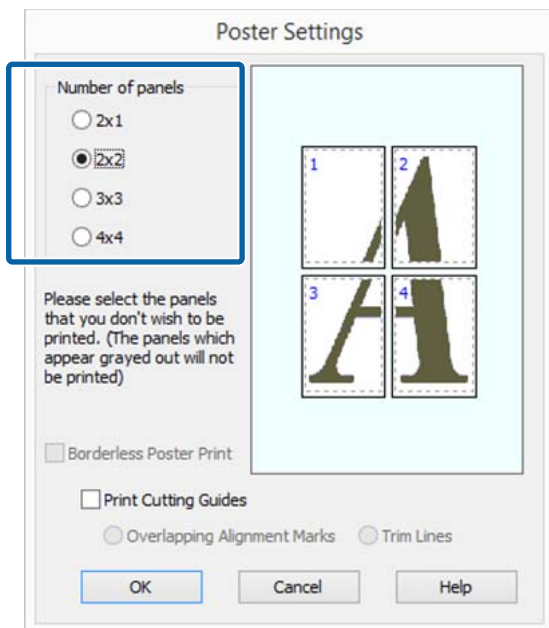 Poster Settings
Number of panels
2x1
2x2
3x3
4x4
1
2
3
4
Please select the panels
that you don't wish to be
printed. (The panels which
appear grayed out will not
be printed)
Borderless Poster Print
Print Cutting Guides
Overlapping Alignment Marks
Trim Lines
OK
Cancel
Help
A